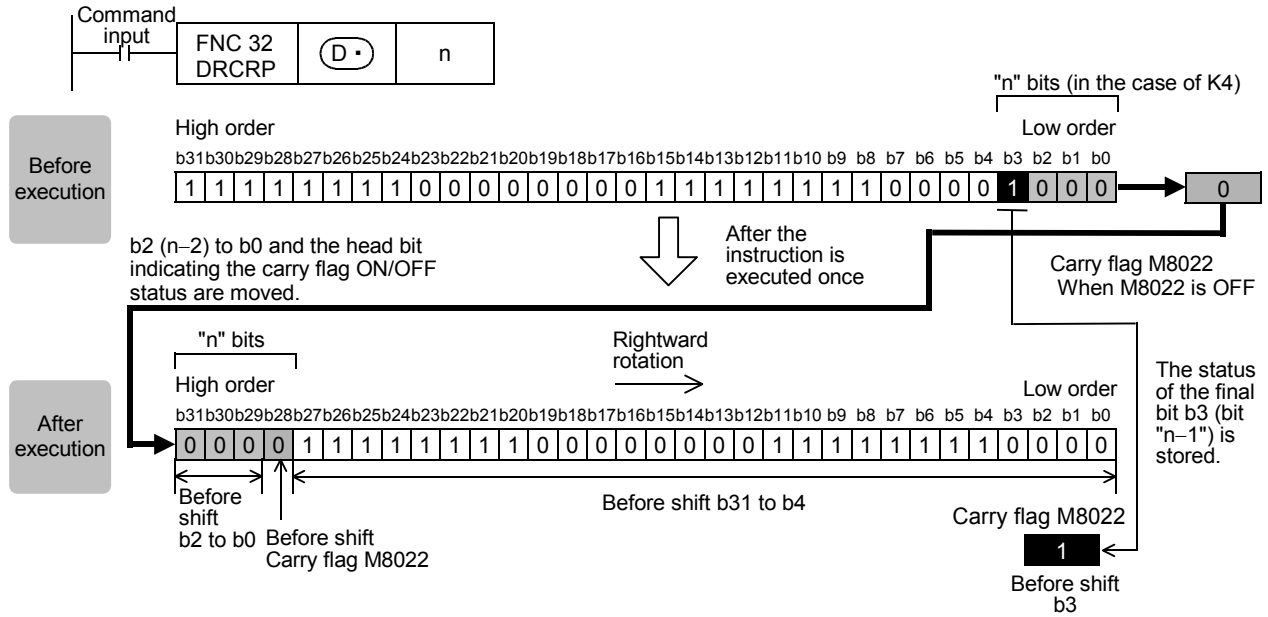 Command
input
FNC 32
DRCRP
D・
n
"n" bits (in the case of K4)
High order
Low order
Before
execution
b31b30b29b28b27b26b25b24b23b22b21b20b19b18b17b16b15b14b13b12b11b10 b9 b8 b7 b6 b5 b4 b3 b2 b1 b0
1 1 1 1 1 1 1 1 0 0 0 0 0 0 0 0 1 1 1 1 1 1 1 1 0 0 0 0 1 0 0 0
0
b2 (n−2) to b0 and the head bit
indicating the carry flag ON/OFF
status are moved.
After the
instruction is
executed once
Carry flag M8022
When M8022 is OFF
"n" bits
Rightward
rotation
High order
Low order
The status
of the final
bit b3 (bit
"n−1") is
stored.
After
execution
b31b30b29b28b27b26b25b24b23b22b21b20b19b18b17b16b15b14b13b12b11b10 b9 b8 b7 b6 b5 b4 b3 b2 b1 b0
0 0 0 0 1 1 1 1 1 1 1 1 0 0 0 0 0 0 0 0 1 1 1 1 1 1 1 1 0 0 0 0
Before
shift
b2 to b0
Before shift
Carry flag M8022
Before shift b31 to b4
Carry flag M8022
1
Before shift
b3